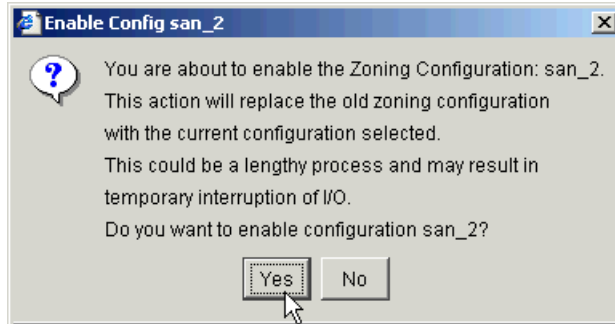 Enable Config san_2
You are about to enable the Zoning Configuration: san_2.
This action will replace the old zoning configuration
with the current configuration selected.
This could be a lengthy process and may result in
temporary interruption of I/O.
Do you want to enable configuration san_2?
Yes No